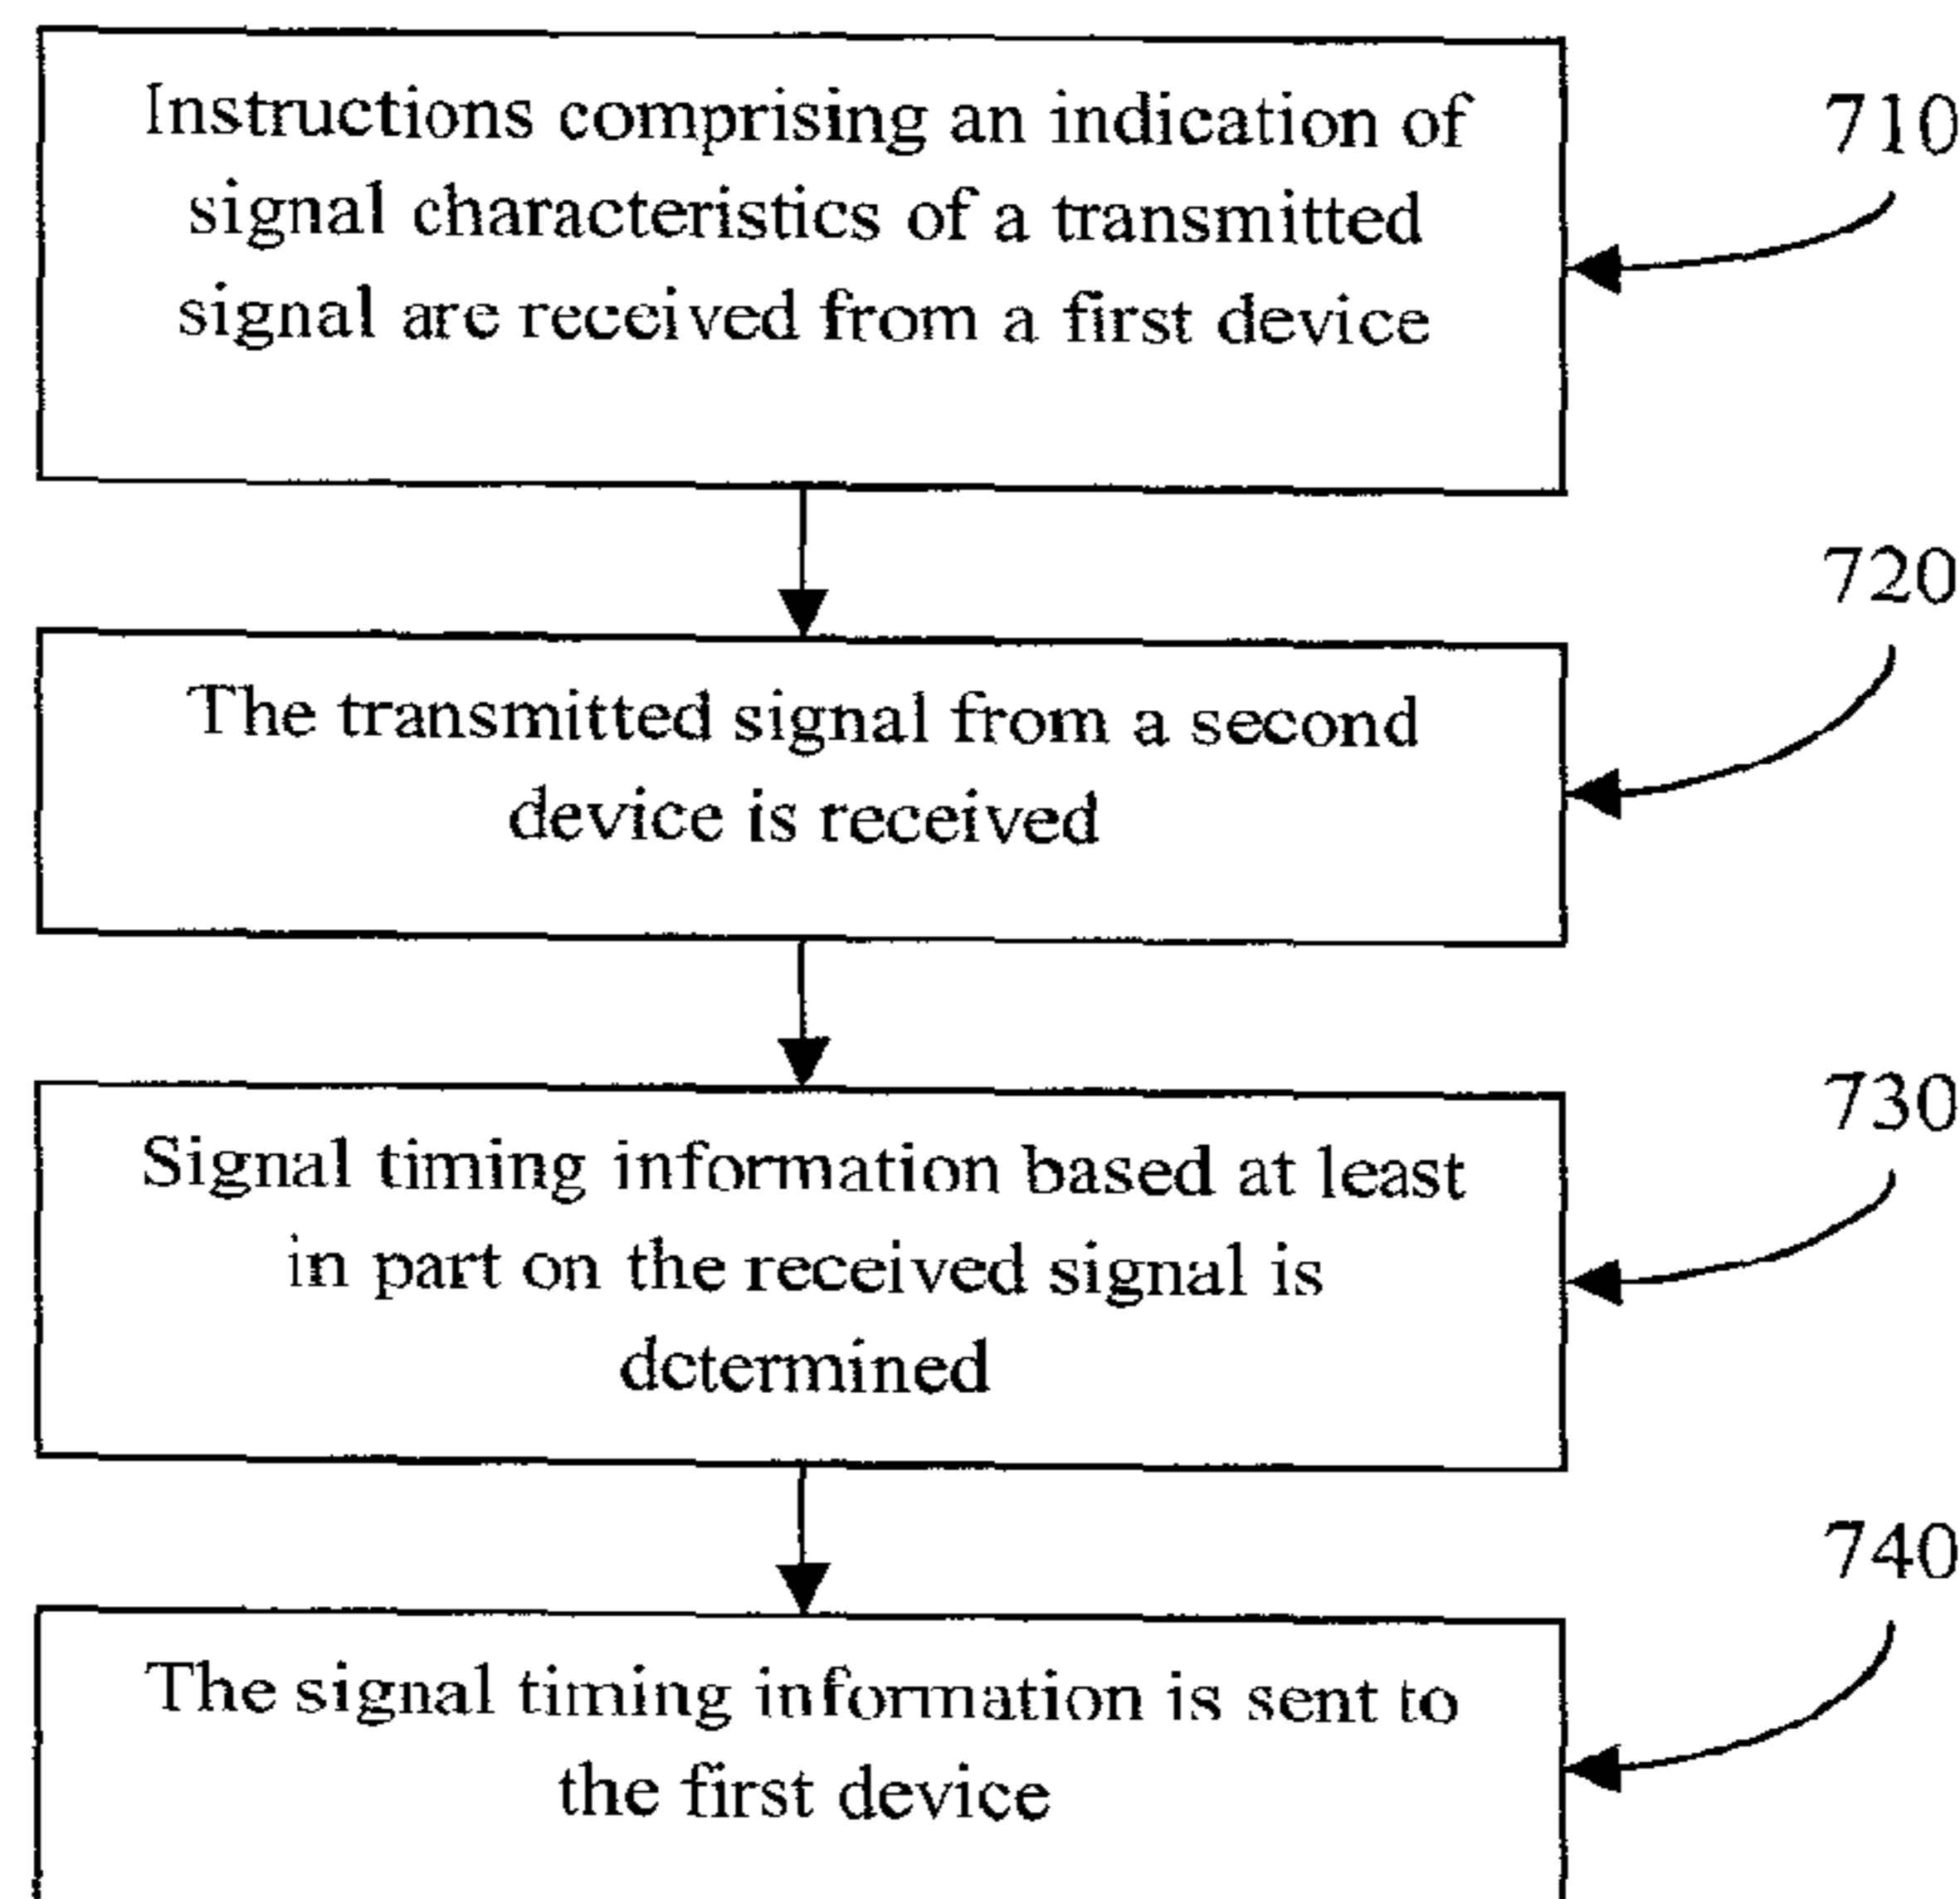 Instructions comprising an indication of
signal characteristics of a transmitted
signal are received from a first device
710
The transmitted signal from a second
device is received
720
Signal timing information based at least
in part on the received signal is
determined
730
The signal timing information is sent to
the first device
740